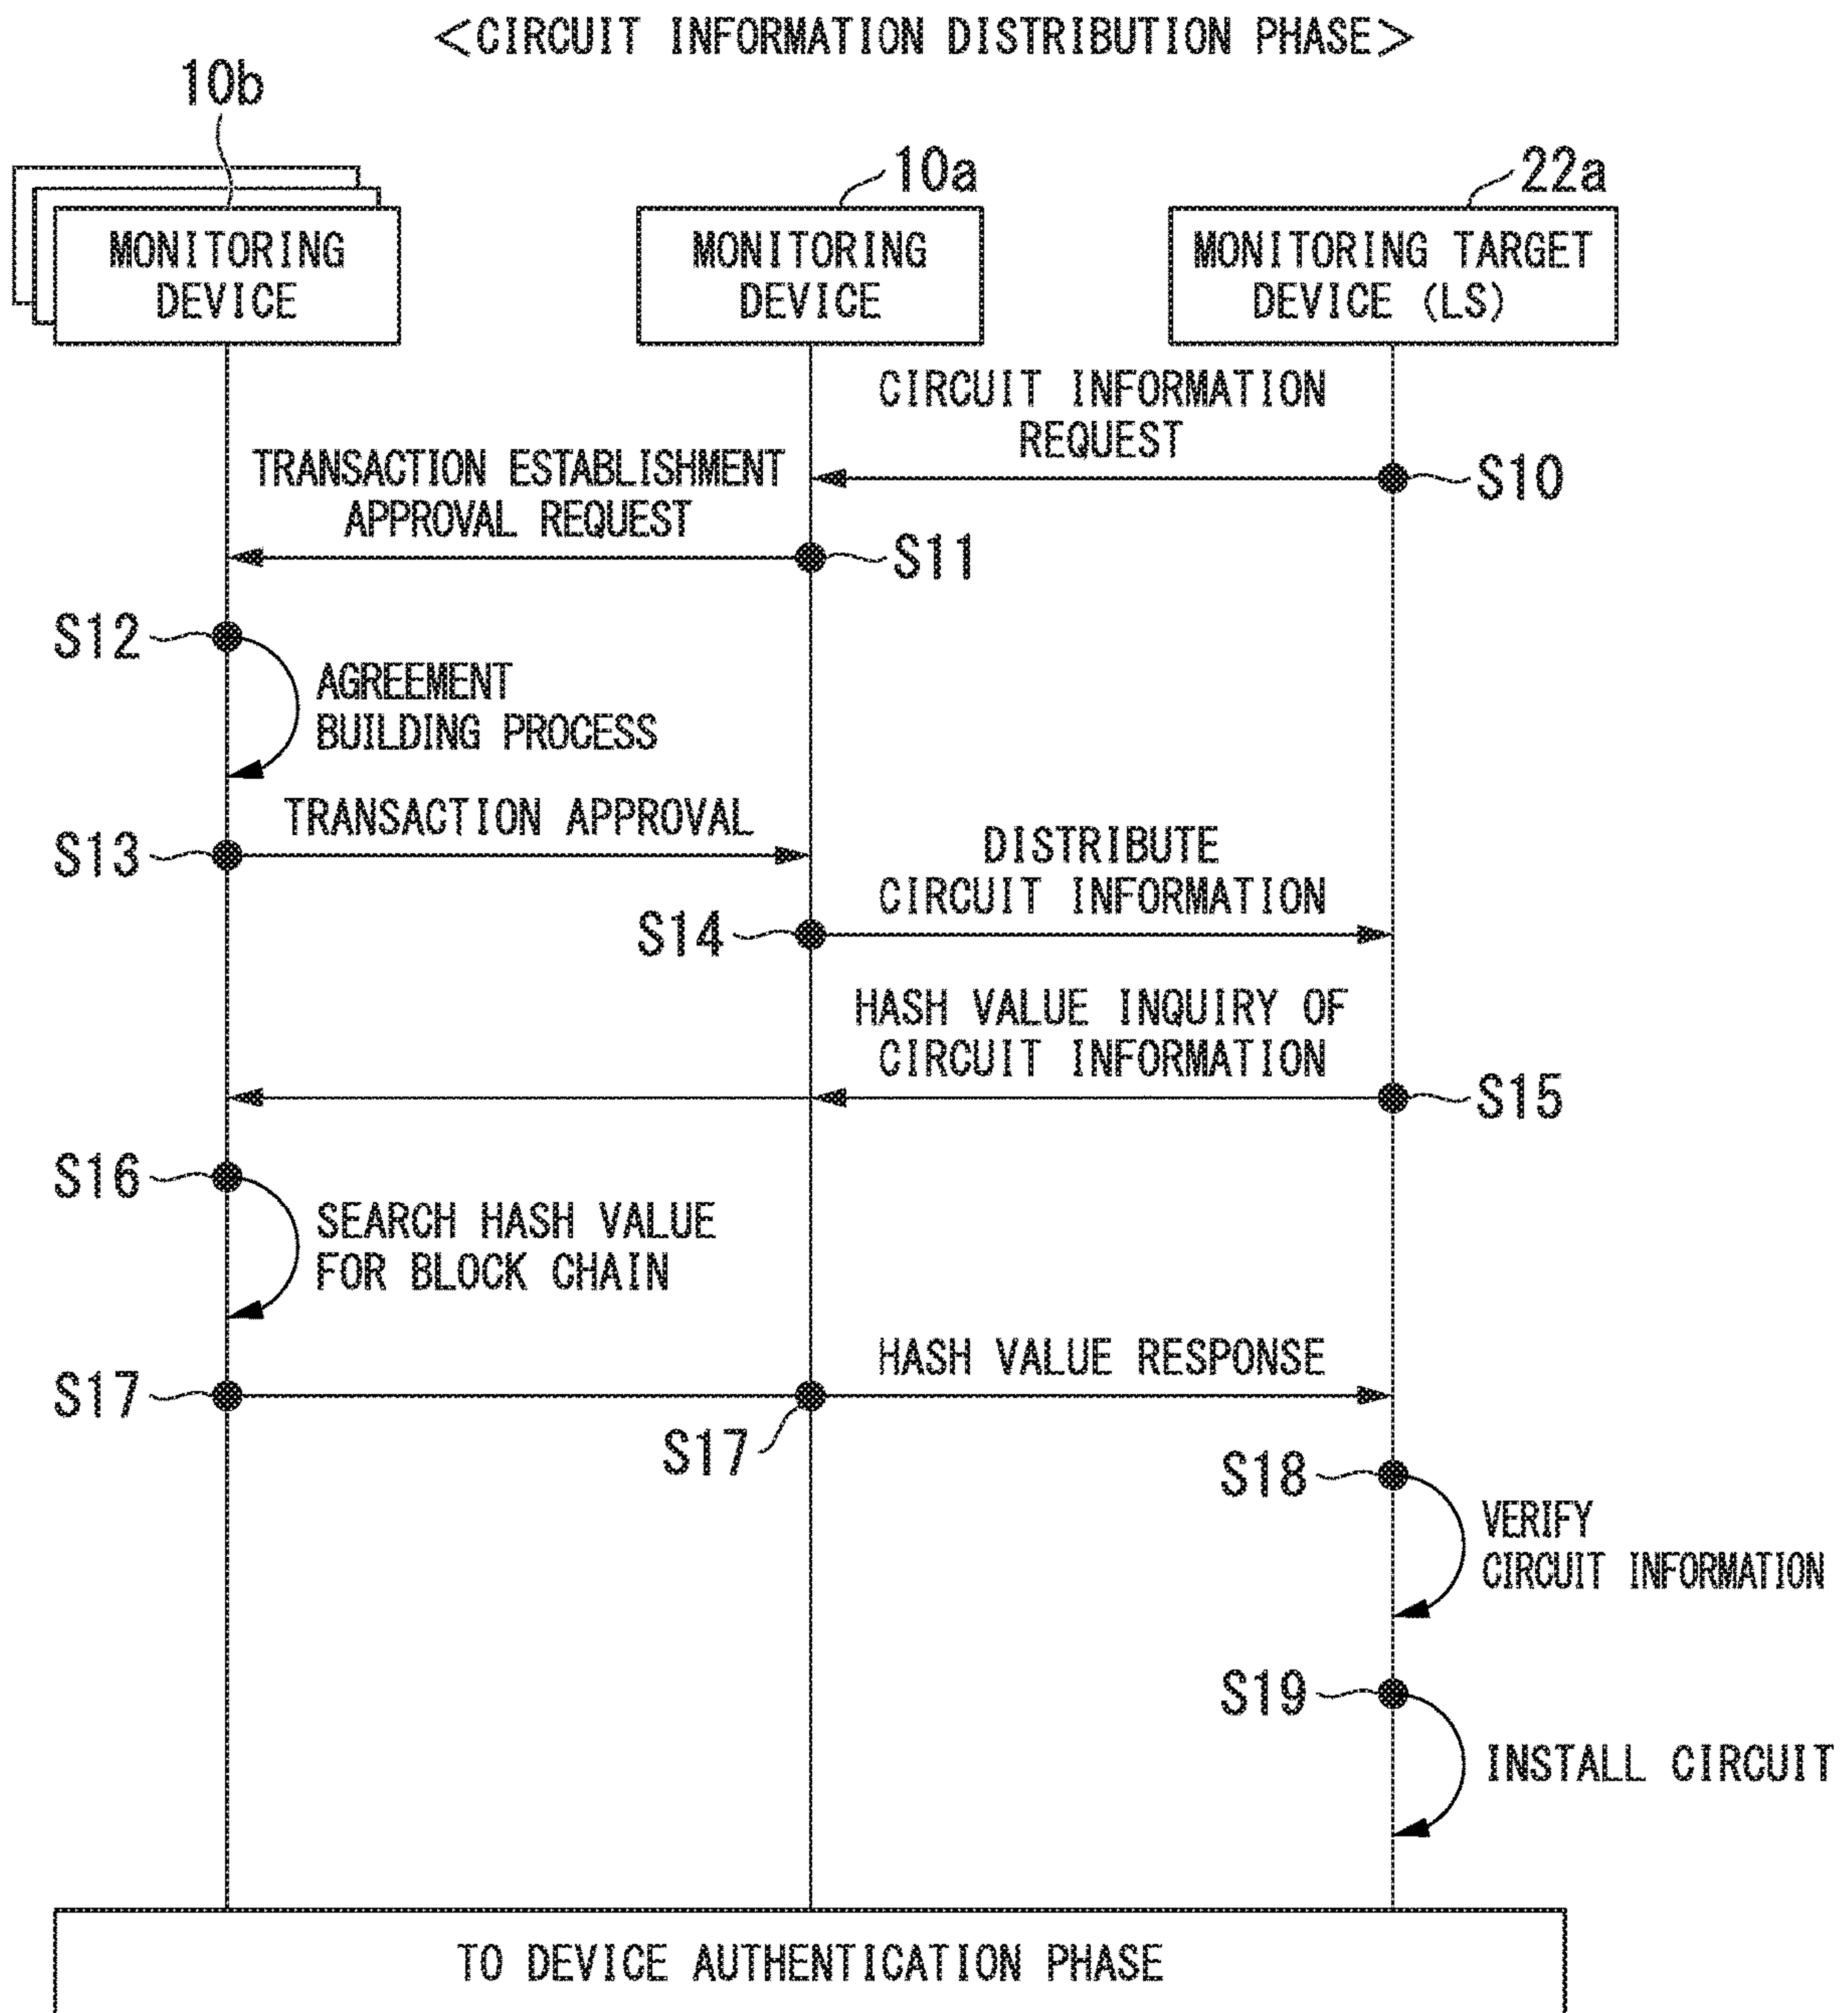 <CIRCUIT INFORMATION DISTRIBUTION PHASE>
10b
10a
22a
MONITORING
DEVICE
MONITORING
DEVICE
MONITORING TARGET
DEVICE (LS)
CIRCUIT INFORMATION
REQUEST
S10
TRANSACTION ESTABLISHMENT
APPROVAL REQUEST
S11
S12
AGREEMENT
BUILDING PROCESS
TRANSACTION APPROVAL
S13
DISTRIBUTE
CIRCUIT INFORMATION
S14
HASH VALUE INQUIRY OF
CIRCUIT INFORMATION
S15
S16
SEARCH HASH VALUE
FOR BLOCK CHAIN
HASH VALUE RESPONSE
S17
S17
S18
VERIFY
CIRCUIT INFORMATION
S19
INSTALL CIRCUIT
TO DEVICE AUTHENTICATION PHASE